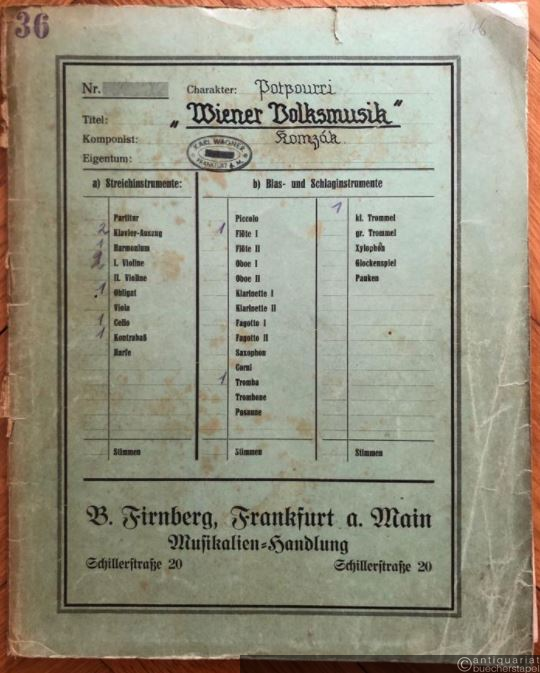 36
Nr.
Charakter: Potpourri
Titel: „Wiener Volksmusik“
Komponist: Komzák.
Eigentum:
KARL WAGNER
FRANKFURT a. M.
a) Streichinstrumente:
b) Blas- und Schlaginstrumente
Partitur
2 Klavier-Auszug
1 Harmonium
2 I. Violine
II. Violine
1 Obligat
Viola
1 Cello
1 Kontrabaß
Harfe
Stimmen
Piccolo
1 Flöte I
Flöte II
Oboe I
Oboe II
Klarinette I
Klarinette II
Fagotto I
Fagotto II
Saxophon
Corni
1 Tromba
Trombone
Posaune
Stimmen
1
kl. Trommel
gr. Trommel
Xylophon
Glockenspiel
Pauken
Stimmen
B. Firnberg, Frankfurt a. Main
Musikalien-Handlung
Schillerstraße 20 Schillerstraße 20
antiquariat
buecherstapel